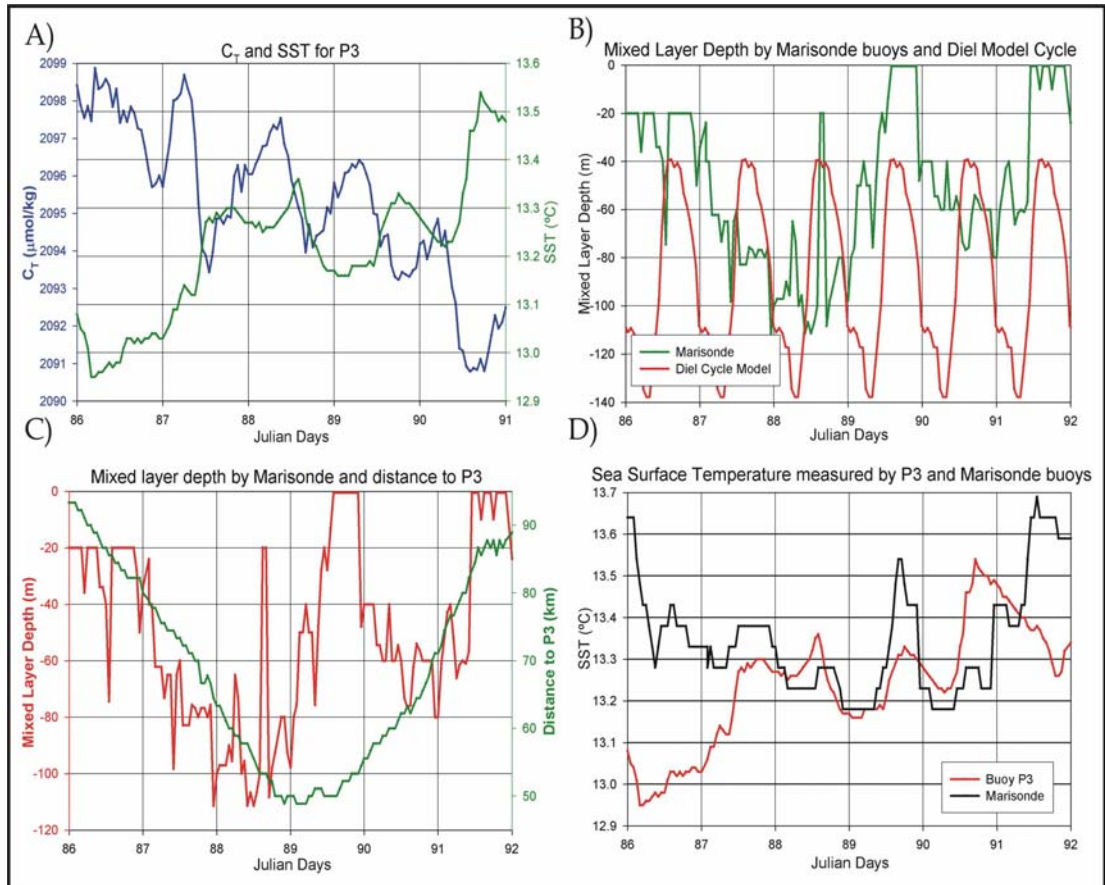 A)
C_T and SST for P3
2099
2098
2097
2096
2095
2094
2093
2092
2091
2090
C_T (µmol/kg)
13.6
13.5
13.4
13.3
13.2
13.1
13.0
12.9
SST (ºC)
86 87 88 89 90 91
Julian Days
B)
Mixed Layer Depth by Marisonde buoys and Diel Model Cycle
0
-20
-40
-60
-80
-100
-120
-140
Mixed Layer Depth (m)
Marisonde
Diel Cycle Model
86 87 88 89 90 91 92
Julian Days
C)
Mixed layer depth by Marisonde and distance to P3
0
-20
-40
-60
-80
-100
-120
Mixed Layer Depth (m)
90
80
70
60
50
Distance to P3 (km)
86 87 88 89 90 91 92
Julian Days
D)
Sea Surface Temperature measured by P3 and Marisonde buoys
13.7
13.6
13.5
13.4
13.3
13.2
13.1
13.0
12.9
SST (ºC)
Buoy P3
Marisonde
86 87 88 89 90 91 92
Julian Days